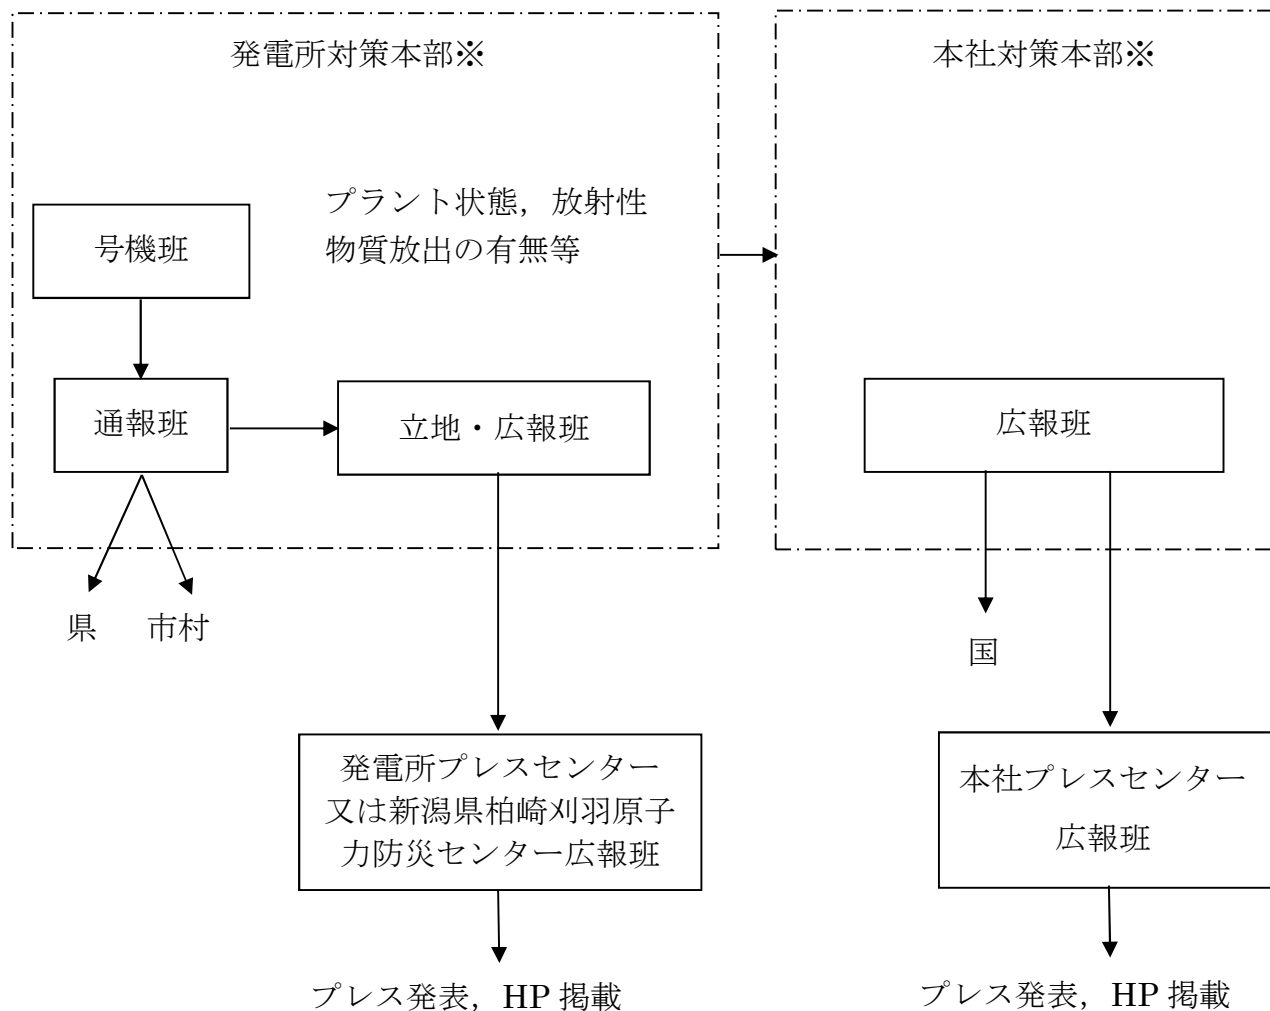 発電所対策本部※
本社対策本部※
プラント状態，放射性
物質放出の有無等
号機班
通報班
立地・広報班
広報班
県
市村
国
発電所プレスセンター
又は新潟県柏崎刈羽原子
力防災センター広報班
本社プレスセンター
広報班
プレス発表，HP 掲載
プレス発表，HP 掲載